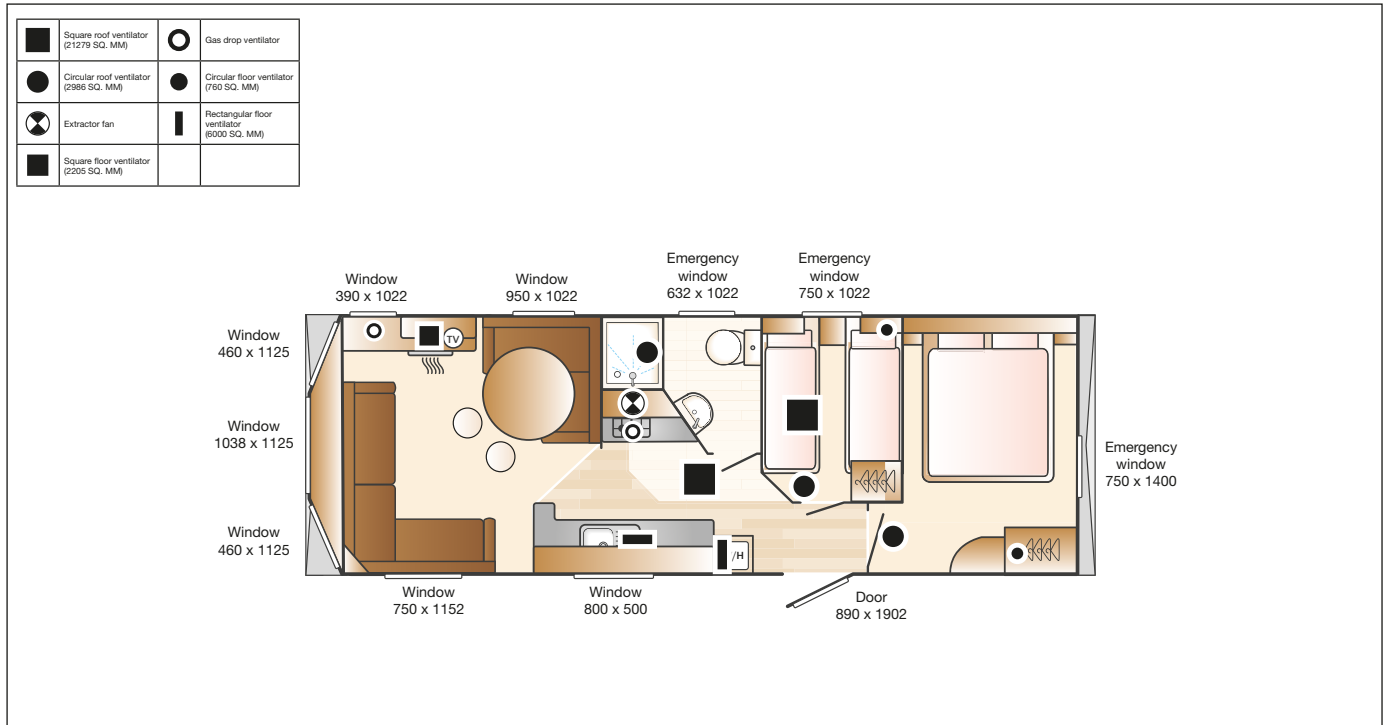 Square roof ventilator
(21279 SQ. MM)
Gas drop ventilator
Circular roof ventilator
(2986 SQ. MM)
Circular floor ventilator
(760 SQ. MM)
Extractor fan
Rectangular floor
ventilator
(6000 SQ. MM)
Square floor ventilator
(2205 SQ. MM)
Emergency
window
632 x 1022
Emergency
window
750 x 1022
Window
390 x 1022
Window
950 x 1022
Window
460 x 1125
TV
Window
1038 x 1125
Emergency
window
750 x 1400
Window
460 x 1125
/H
Window
750 x 1152
Window
800 x 500
Door
890 x 1902